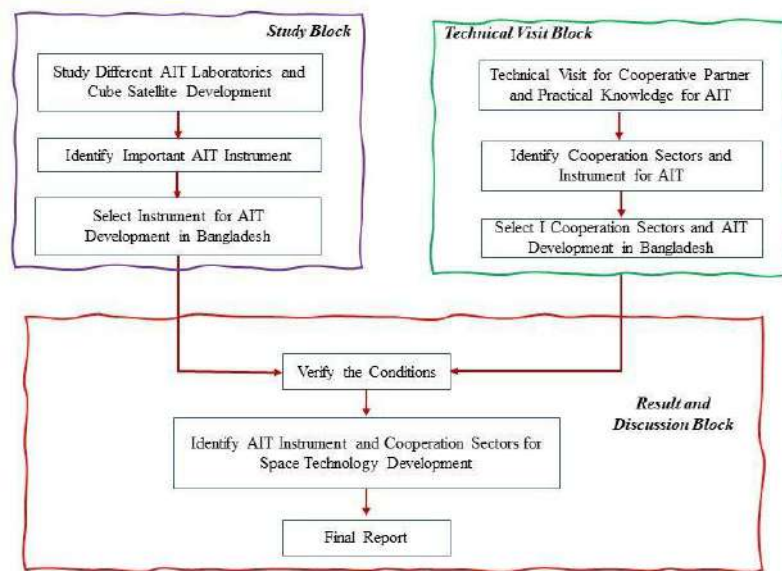 Study Block
Study Different AIT Laboratories and
Cube Satellite Development
Identify Important AIT Instrument
Select Instrument for AIT
Development in Bangladesh
Technical Visit Block
Technical Visit for Cooperative Partner
and Practical Knowledge for AIT
Identify Cooperation Sectors and
Instrument for AIT
Select I Cooperation Sectors and AIT
Development in Bangladesh
Verify the Conditions
Result and
Discussion Block
Identify AIT Instrument and Cooperation Sectors for
Space Technology Development
Final Report